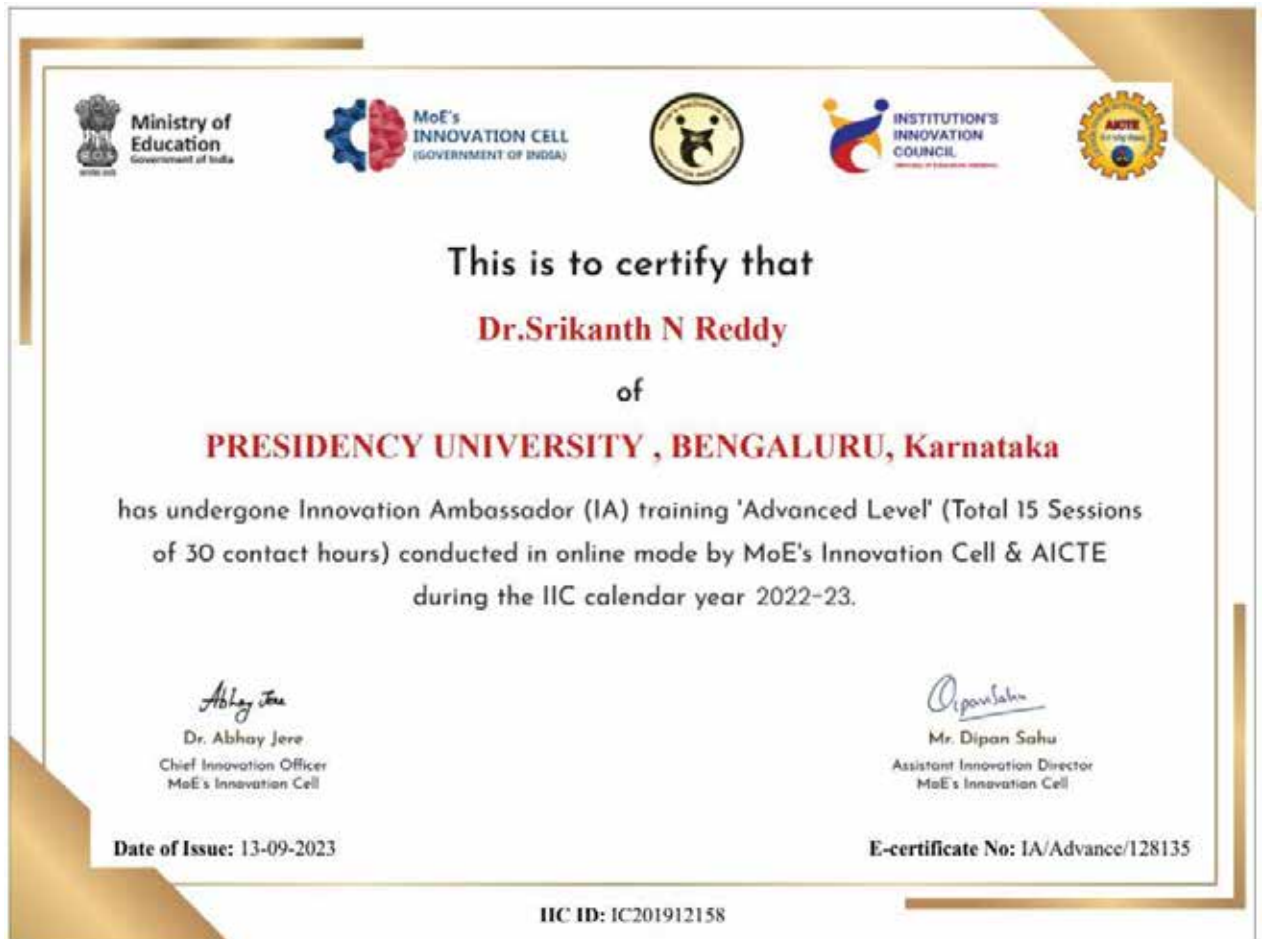 Ministry of
Education
Government of India
MoE's
INNOVATION CELL
(GOVERNMENT OF INDIA)
INSTITUTION'S
INNOVATION
COUNCIL
AICTE
This is to certify that
Dr.Srikanth N Reddy
of
PRESIDENCY UNIVERSITY , BENGALURU, Karnataka
has undergone Innovation Ambassador (IA) training 'Advanced Level' (Total 15 Sessions
of 30 contact hours) conducted in online mode by MoE's Innovation Cell & AICTE
during the IIC calendar year 2022-23.
Abhay Jere
Dr. Abhay Jere
Chief Innovation Officer
MoE's Innovation Cell
Dipan Sahu
Mr. Dipan Sahu
Assistant Innovation Director
MoE's Innovation Cell
Date of Issue: 13-09-2023
E-certificate No: IA/Advance/128135
IIC ID: IC201912158